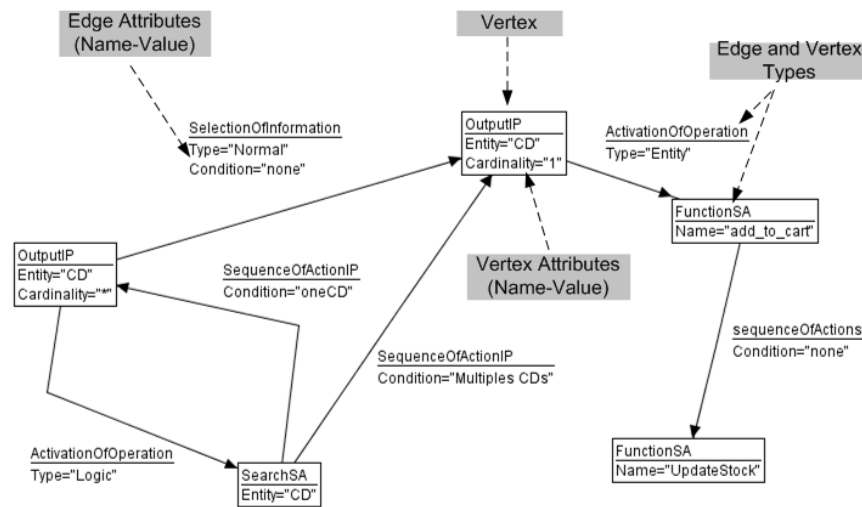 Edge Attributes
(Name-Value)
Vertex
Edge and Vertex
Types
SelectionOfInformation
Type="Normal"
Condition="none"
OutputIP
Entity="CD"
Cardinality="1"
ActivationOfOperation
Type="Entity"
FunctionSA
Name="add_to_cart"
OutputIP
Entity="CD"
Cardinality="*"
SequenceOfActionIP
Condition="oneCD"
Vertex Attributes
(Name-Value)
SequenceOfActionIP
Condition="Multiples CDs"
sequenceOfActions
Condition="none"
ActivationOfOperation
Type="Logic"
SearchSA
Entity="CD"
FunctionSA
Name="UpdateStock"